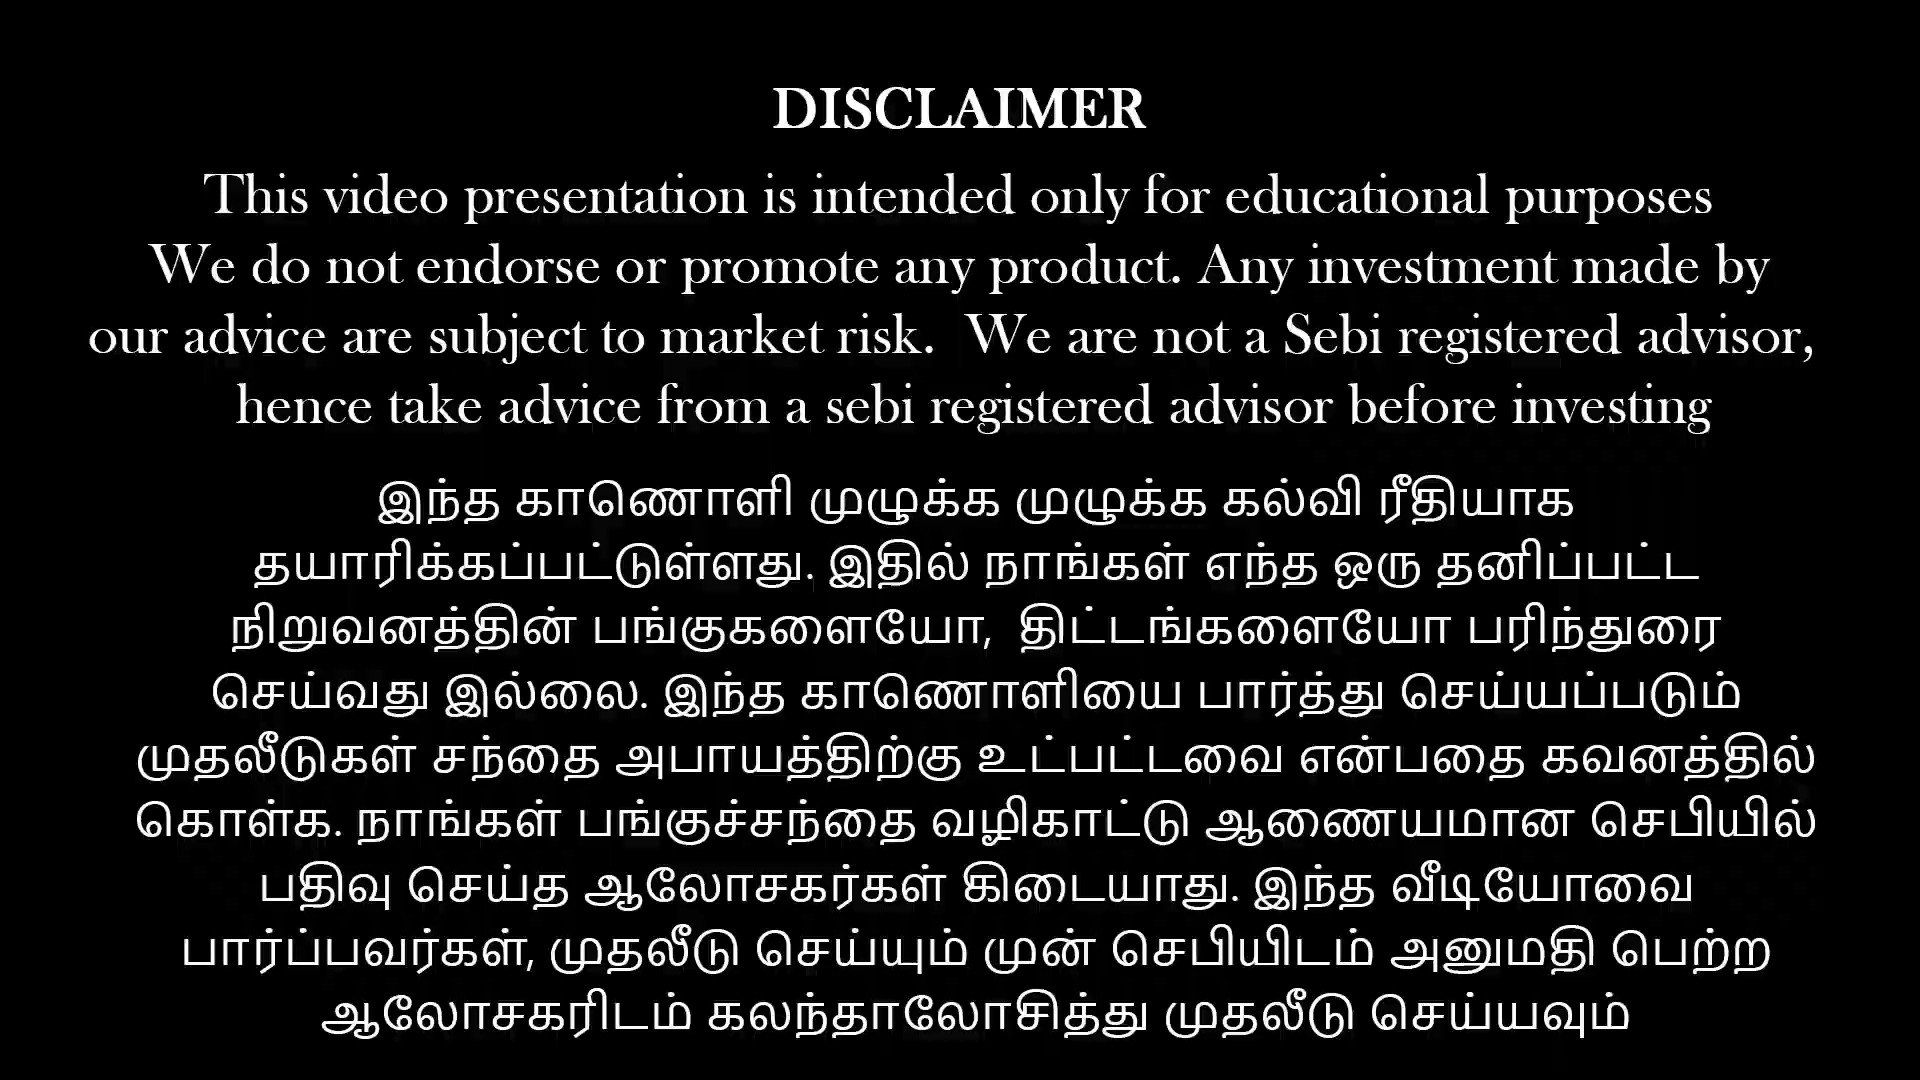 DISCLAIMER
This video presentation is intended only for educational purposes
We do not endorse or promote any product. Any investment made by
our advice are subject to market risk.  We are not a Sebi registered advisor,
hence take advice from a sebi registered advisor before investing
இந்த காணொளி முழுக்க முழுக்க கல்வி ரீதியாக
தயாரிக்கப்பட்டுள்ளது. இதில் நாங்கள் எந்த ஒரு தனிப்பட்ட
நிறுவனத்தின் பங்குகளையோ,  திட்டங்களையோ பரிந்துரை
செய்வது இல்லை. இந்த காணொளியை பார்த்து செய்யப்படும்
முதலீடுகள் சந்தை அபாயத்திற்கு உட்பட்டவை என்பதை கவனத்தில்
கொள்க. நாங்கள் பங்குச்சந்தை வழிகாட்டு ஆணையமான செபியில்
பதிவு செய்த ஆலோசகர்கள் கிடையாது. இந்த வீடியோவை
பார்ப்பவர்கள், முதலீடு செய்யும் முன் செபியிடம் அனுமதி பெற்ற
ஆலோசகரிடம் கலந்தாலோசித்து முதலீடு செய்யவும்